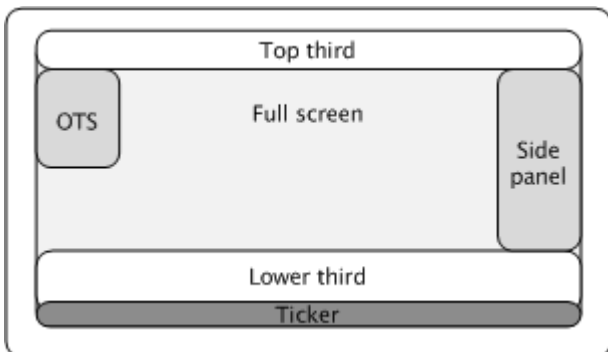 Top third
OTS
Full screen
Side
panel
Lower third
Ticker